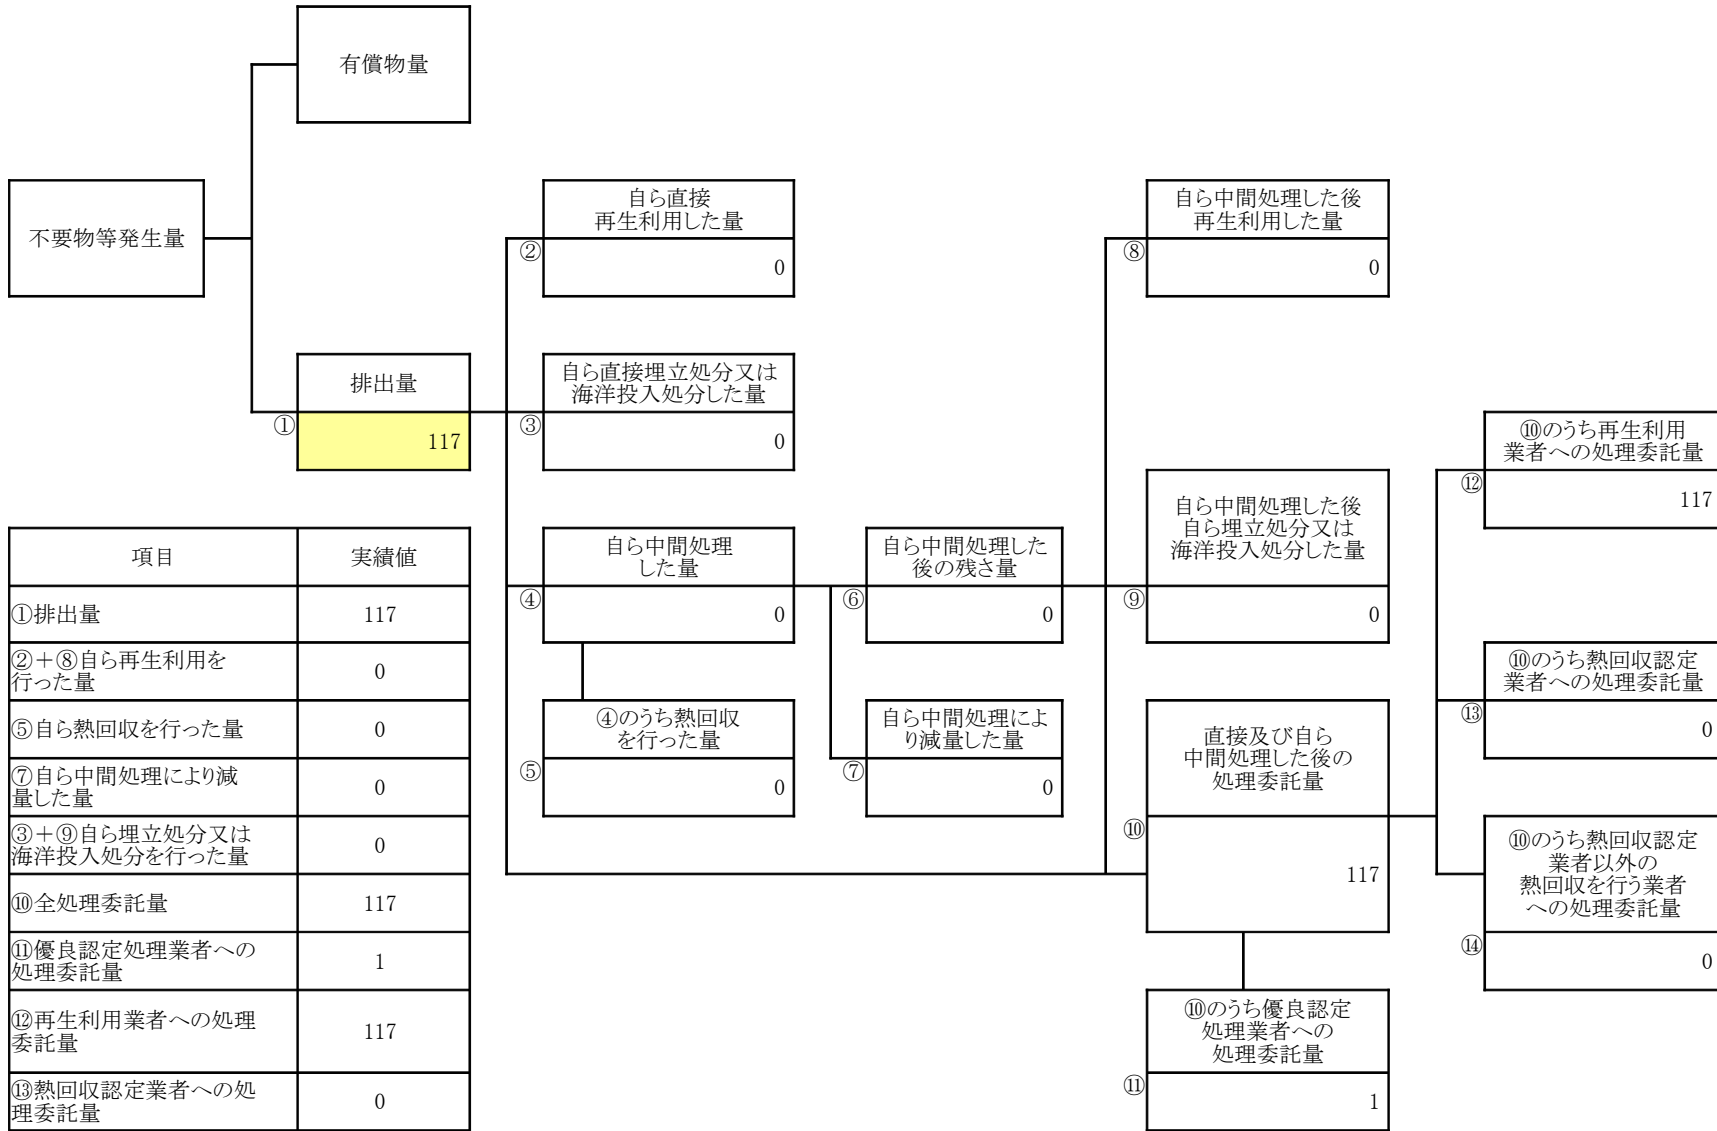 有償物量
不要物等発生量
自ら直接
再生利用した量
②
0
自ら中間処理した後
再生利用した量
⑧
0
排出量
①
117
自ら直接埋立処分又は
海洋投入処分した量
③
0
⑩のうち再生利用
業者への処理委託量
⑫
117
自ら中間処理
した量
④
0
自ら中間処理した
後の残さ量
⑥
0
自ら中間処理した後
自ら埋立処分又は
海洋投入処分した量
⑨
0
⑩のうち熱回収認定
業者への処理委託量
⑬
0
④のうち熱回収
を行った量
⑤
0
自ら中間処理によ
り減量した量
⑦
0
直接及び自ら
中間処理した後の
処理委託量
⑩
117
⑩のうち熱回収認定
業者以外の
熱回収を行う業者
への処理委託量
⑭
0
⑩のうち優良認定
処理業者への
処理委託量
⑪
1
項目 実績値
①排出量 117
②＋⑧自ら再生利用を
行った量 0
⑤自ら熱回収を行った量 0
⑦自ら中間処理により減
量した量 0
③＋⑨自ら埋立処分又は
海洋投入処分を行った量 0
⑩全処理委託量 117
⑪優良認定処理業者への
処理委託量 1
⑫再生利用業者への処理
委託量 117
⑬熱回収認定業者への処
理委託量 0